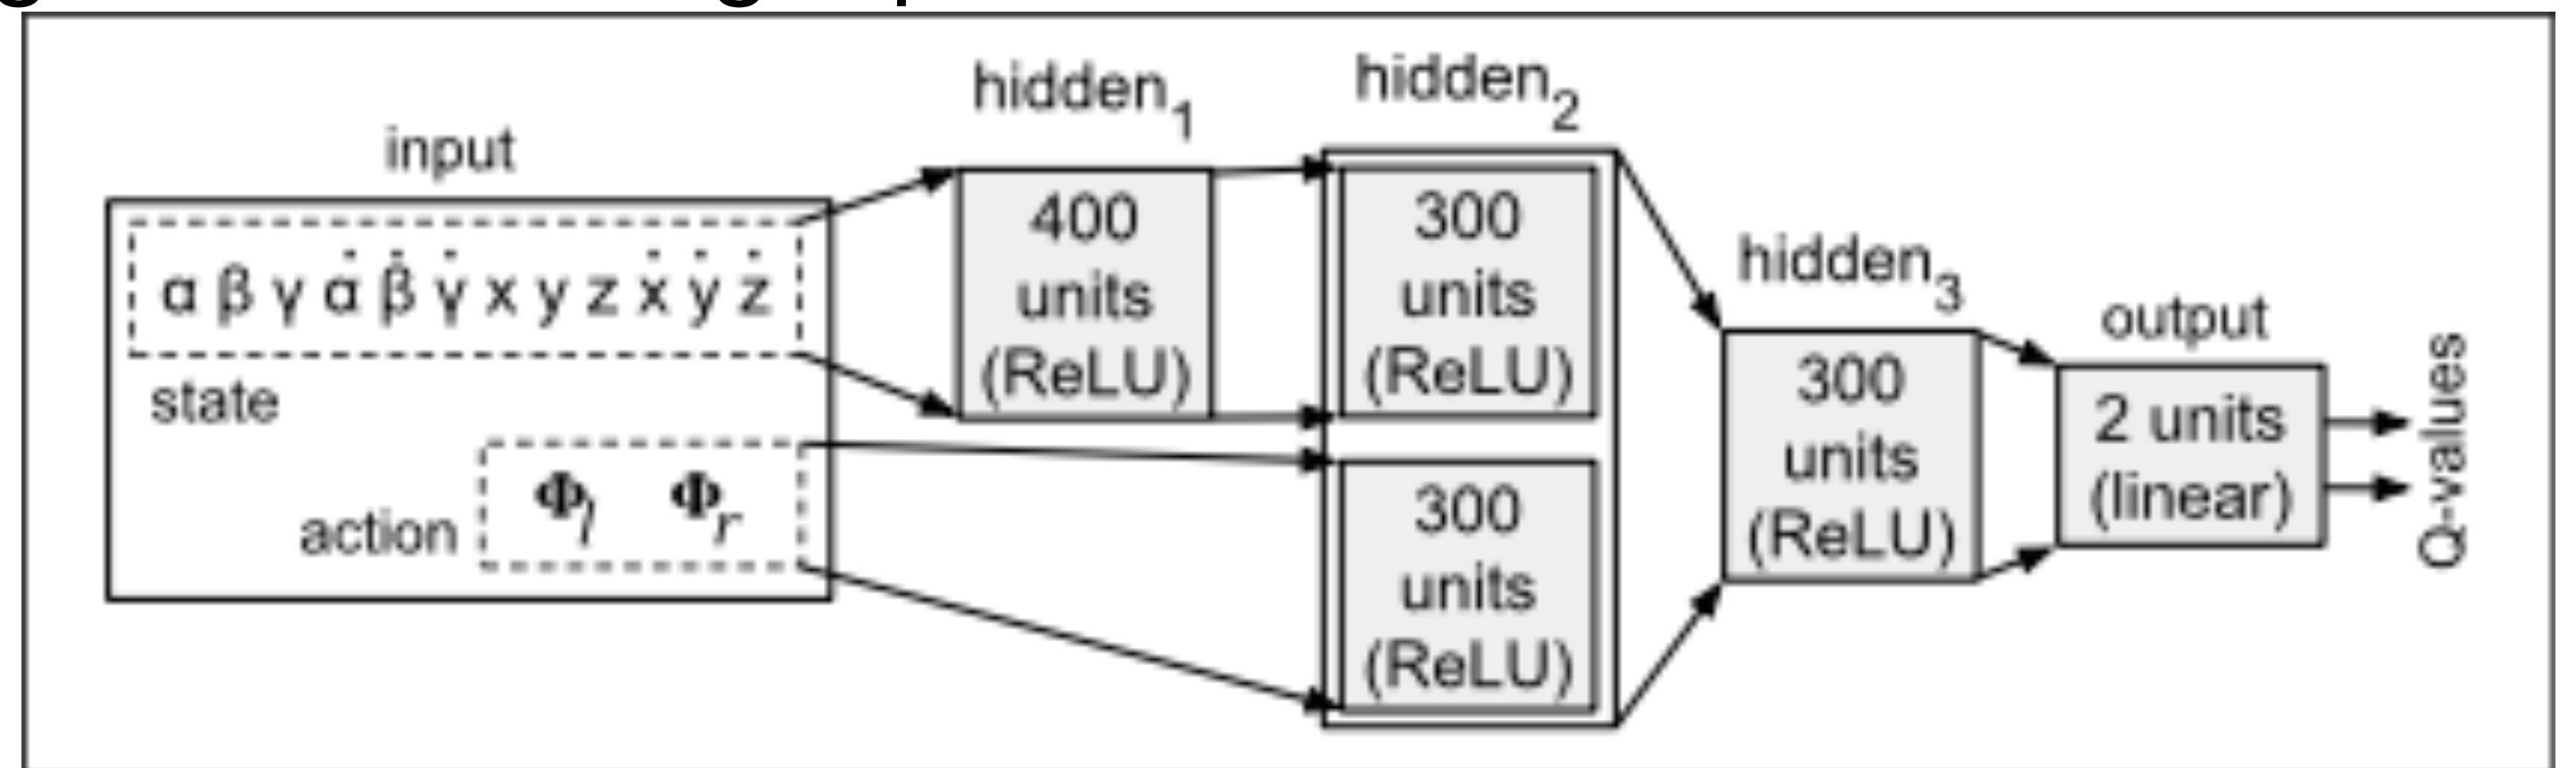 input
α β γ α̇ β̇ γ̇ x y z ẋ ẏ ż
state
action
Φl Φr
hidden1
400
units
(ReLU)
hidden2
300
units
(ReLU)
300
units
(ReLU)
hidden3
300
units
(ReLU)
output
2 units
(linear)
Q-values